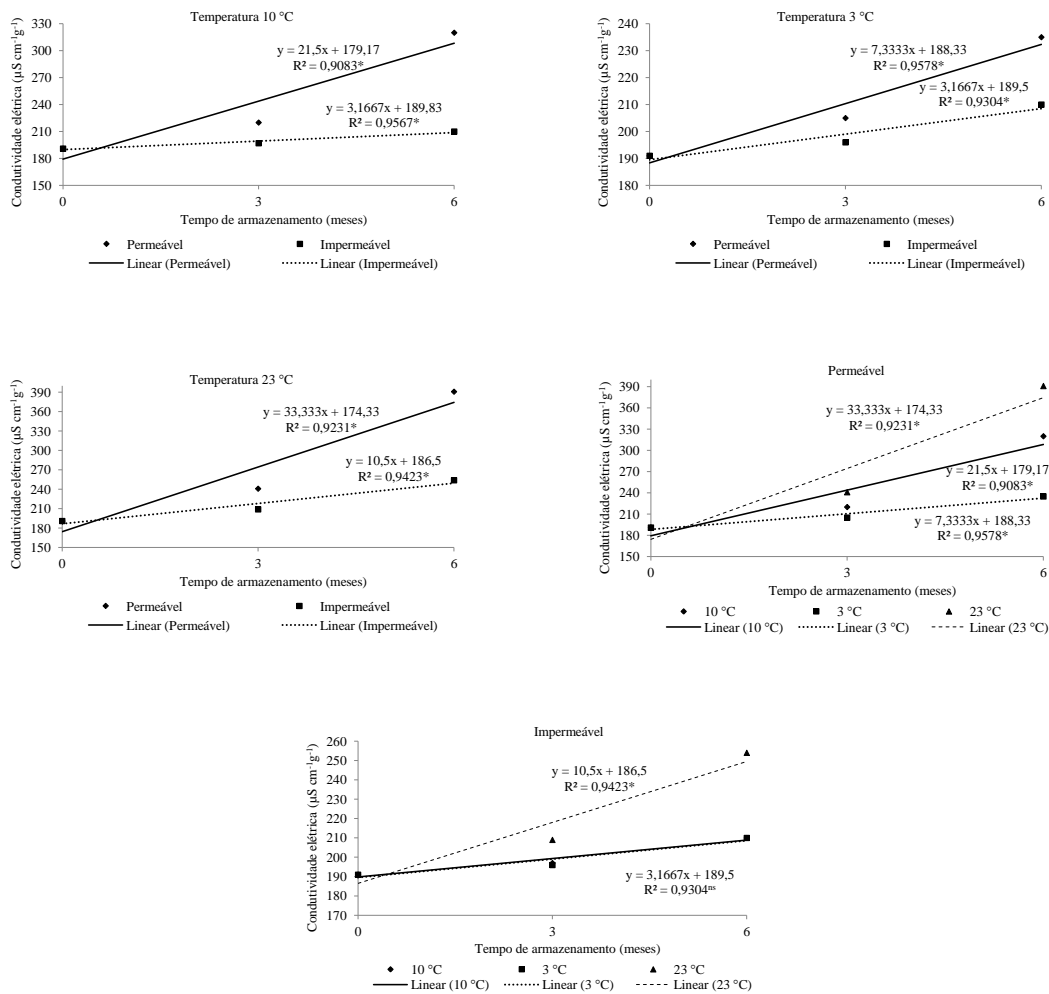 Temperatura 10 °C
Condutividade elétrica (µS cm⁻¹g⁻¹)
330
300
270
240
210
180
150
y = 21,5x + 179,17
R² = 0,9083*
y = 3,1667x + 189,83
R² = 0,9567*
0 3 6
Tempo de armazenamento (meses)
Permeável Impermeável
Linear (Permeável) Linear (Impermeável)
Temperatura 3 °C
Condutividade elétrica (µS cm⁻¹g⁻¹)
240
230
220
210
200
190
180
y = 7,3333x + 188,33
R² = 0,9578*
y = 3,1667x + 189,5
R² = 0,9304*
0 3 6
Tempo de armazenamento (meses)
Permeável Impermeável
Linear (Permeável) Linear (Impermeável)
Temperatura 23 °C
Condutividade elétrica (µS cm⁻¹g⁻¹)
390
360
330
300
270
240
210
180
150
y = 33,333x + 174,33
R² = 0,9231*
y = 10,5x + 186,5
R² = 0,9423*
0 3 6
Tempo de armazenamento (meses)
Permeável Impermeável
Linear (Permeável) Linear (Impermeável)
Permeável
Condutividade elétrica (µS cm⁻¹g⁻¹)
390
360
330
300
270
240
210
180
150
y = 33,333x + 174,33
R² = 0,9231*
y = 21,5x + 179,17
R² = 0,9083*
y = 7,3333x + 188,33
R² = 0,9578*
0 3 6
Tempo de armazenamento (meses)
10 °C 3 °C 23 °C
Linear (10 °C) Linear (3 °C) Linear (23 °C)
Impermeável
Condutividade elétrica (µS cm⁻¹g⁻¹)
260
250
240
230
220
210
200
190
180
170
y = 10,5x + 186,5
R² = 0,9423*
y = 3,1667x + 189,5
R² = 0,9304ⁿˢ
0 3 6
Tempo de armazenamento (meses)
10 °C 3 °C 23 °C
Linear (10 °C) Linear (3 °C) Linear (23 °C)